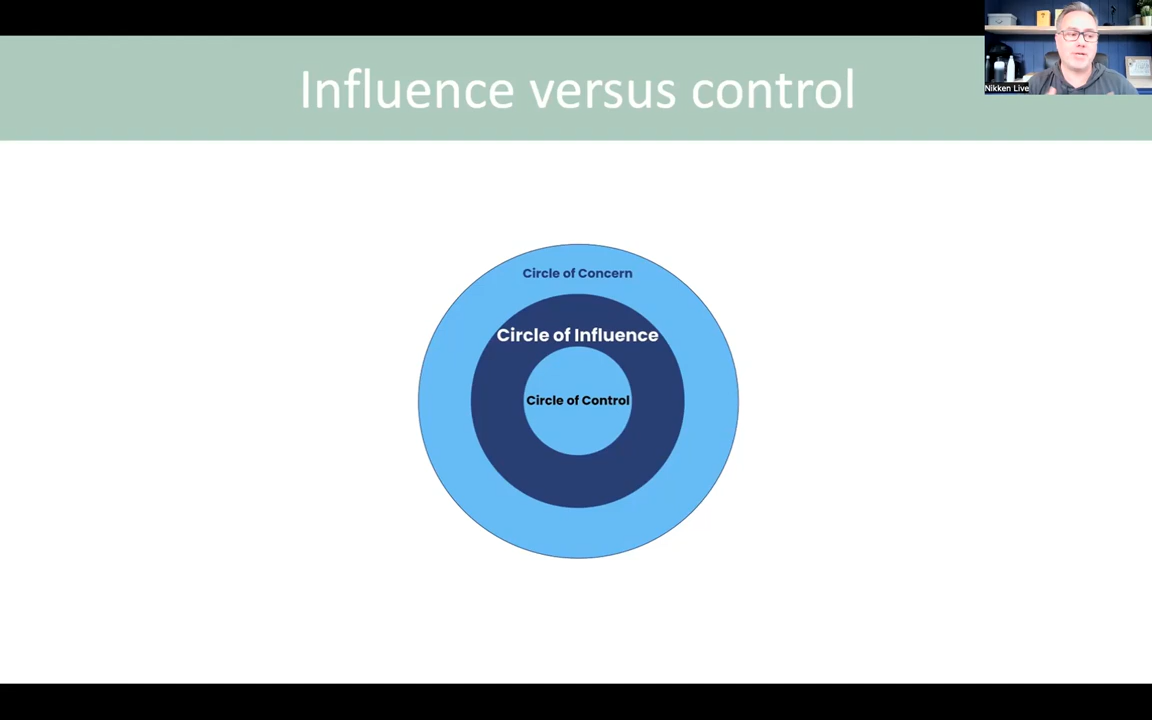 Influence versus control
Nikken Live
Circle of Concern
Circle of Influence
Circle of Control